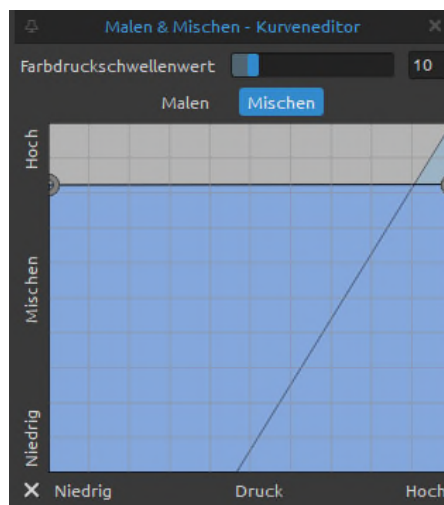 Malen & Mischen - Kurveneditor
Farbdruckschwellenwert 10
Malen Mischen
Hoch
Mischen
Niedrig
Niedrig Druck Hoch